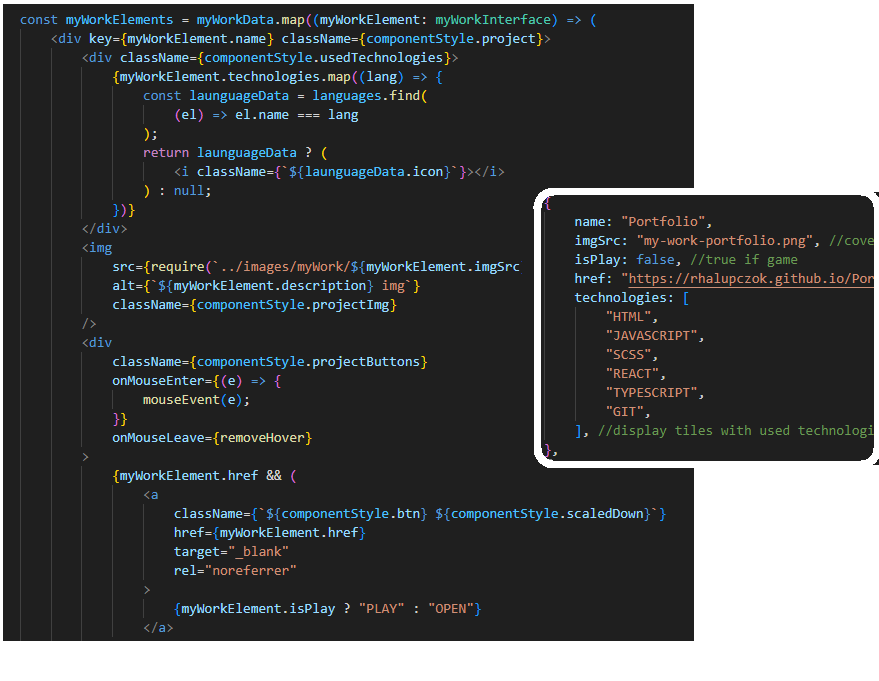 const myWorkElements = myWorkData.map((myWorkElement: myWorkInterface) => (
<div key={myWorkElement.name} className={componentStyle.project}>
<div className={componentStyle.usedTechnologies}>
{myWorkElement.technologies.map((lang) => {
const launguageData = languages.find(
(el) => el.name === lang
);
return launguageData ? (
<i className={`${launguageData.icon}`}></i>
) : null;
})}
</div>
<img
src={require(`../images/myWork/${myWorkElement.imgSrc
alt={`${myWorkElement.description} img`}
className={componentStyle.projectImg}
/>
<div
className={componentStyle.projectButtons}
onMouseEnter={(e) => {
mouseEvent(e);
}}
onMouseLeave={removeHover}
>
{myWorkElement.href && (
<a
className={`${componentStyle.btn} ${componentStyle.scaledDown}`}
href={myWorkElement.href}
target="_blank"
rel="noreferrer"
>
{myWorkElement.isPlay ? "PLAY" : "OPEN"}
</a>
{
name: "Portfolio",
imgSrc: "my-work-portfolio.png", //cove
isPlay: false, //true if game
href: "https://rhalupczok.github.io/Por
technologies: [
"HTML",
"JAVASCRIPT",
"SCSS",
"REACT",
"TYPESCRIPT",
"GIT",
], //display tiles with used technologi
},